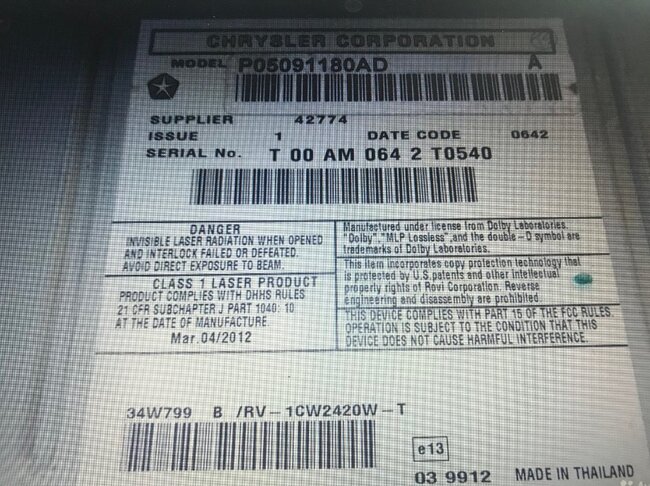 CHRYSLER CORPORATION
MODEL P05091180AD A
SUPPLIER 42774
ISSUE 1 DATE CODE 0642
SERIAL No. T 00 AM 064 2 T0540
DANGER
INVISIBLE LASER RADIATION WHEN OPENED
AND INTERLOCK FAILED OR DEFEATED.
AVOID DIRECT EXPOSURE TO BEAM.
CLASS 1 LASER PRODUCT
PRODUCT COMPLIES WITH DHHS RULES
21 CFR SUBCHAPTER J PART 1040: 10
AT THE DATE OF MANUFACTURE.
Mar.04/2012
Manufactured under license from Dolby Laboratories.
"Dolby","MLP Lossless",and the double-D symbol are
trademarks of Dolby Laboratories.
This item incorporates copy protection technology that
is protected by U.S. patents and other intellectual
property rights of Rovi Corporation. Reverse
engineering and disassembly are prohibited.
THIS DEVICE COMPLIES WITH PART 15 OF THE FCC RULES.
OPERATION IS SUBJECT TO THE CONDITION THAT THIS
DEVICE DOES NOT CAUSE HARMFUL INTERFERENCE.
34W799 B /RV-1CW2420W-T
e13
03 9912 MADE IN THAILAND